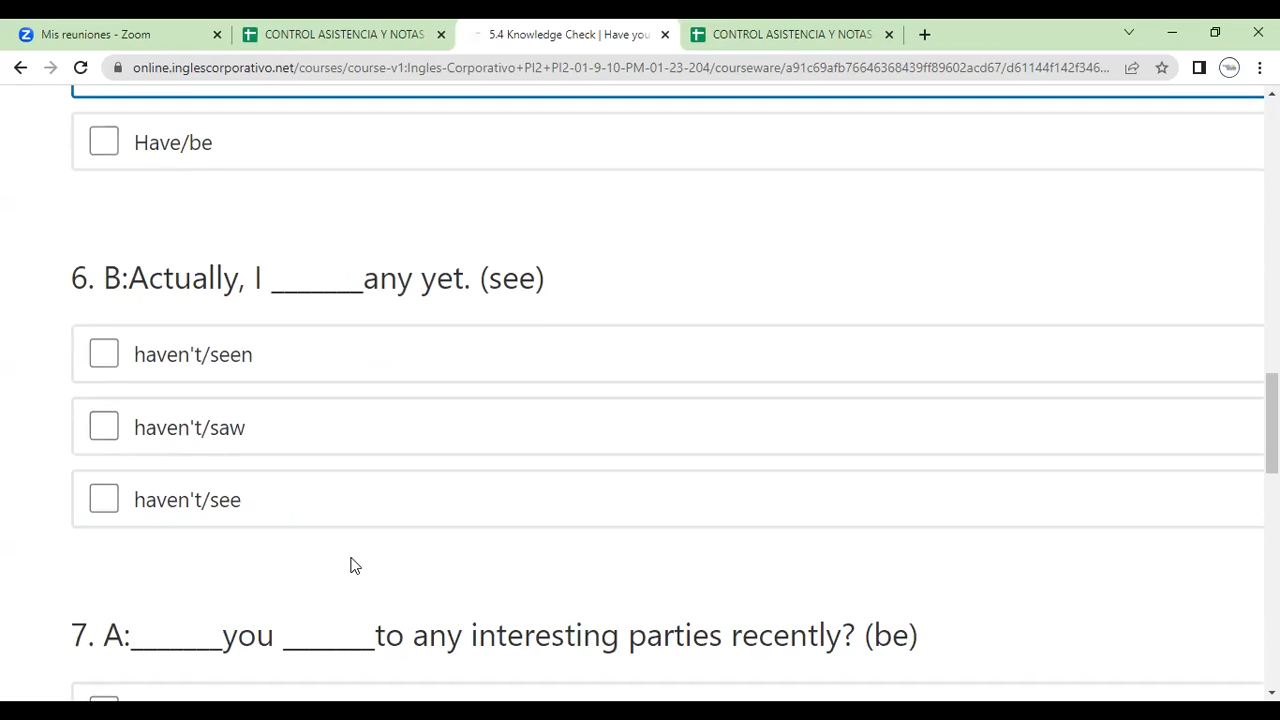 Mis reuniones - Zoom
CONTROL ASISTENCIA Y NOTAS
5.4 Knowledge Check | Have you
CONTROL ASISTENCIA Y NOTAS
online.inglescorporativo.net/courses/course-v1:Ingles-Corporativo+PI2+PI2-01-9-10-PM-01-23-204/courseware/a91c69afb76646368439ff89602acd67/d61144f142f346...
Have/be
6. B:Actually, I _______any yet. (see)
haven't/seen
haven't/saw
haven't/see
7. A:_______you _______to any interesting parties recently? (be)